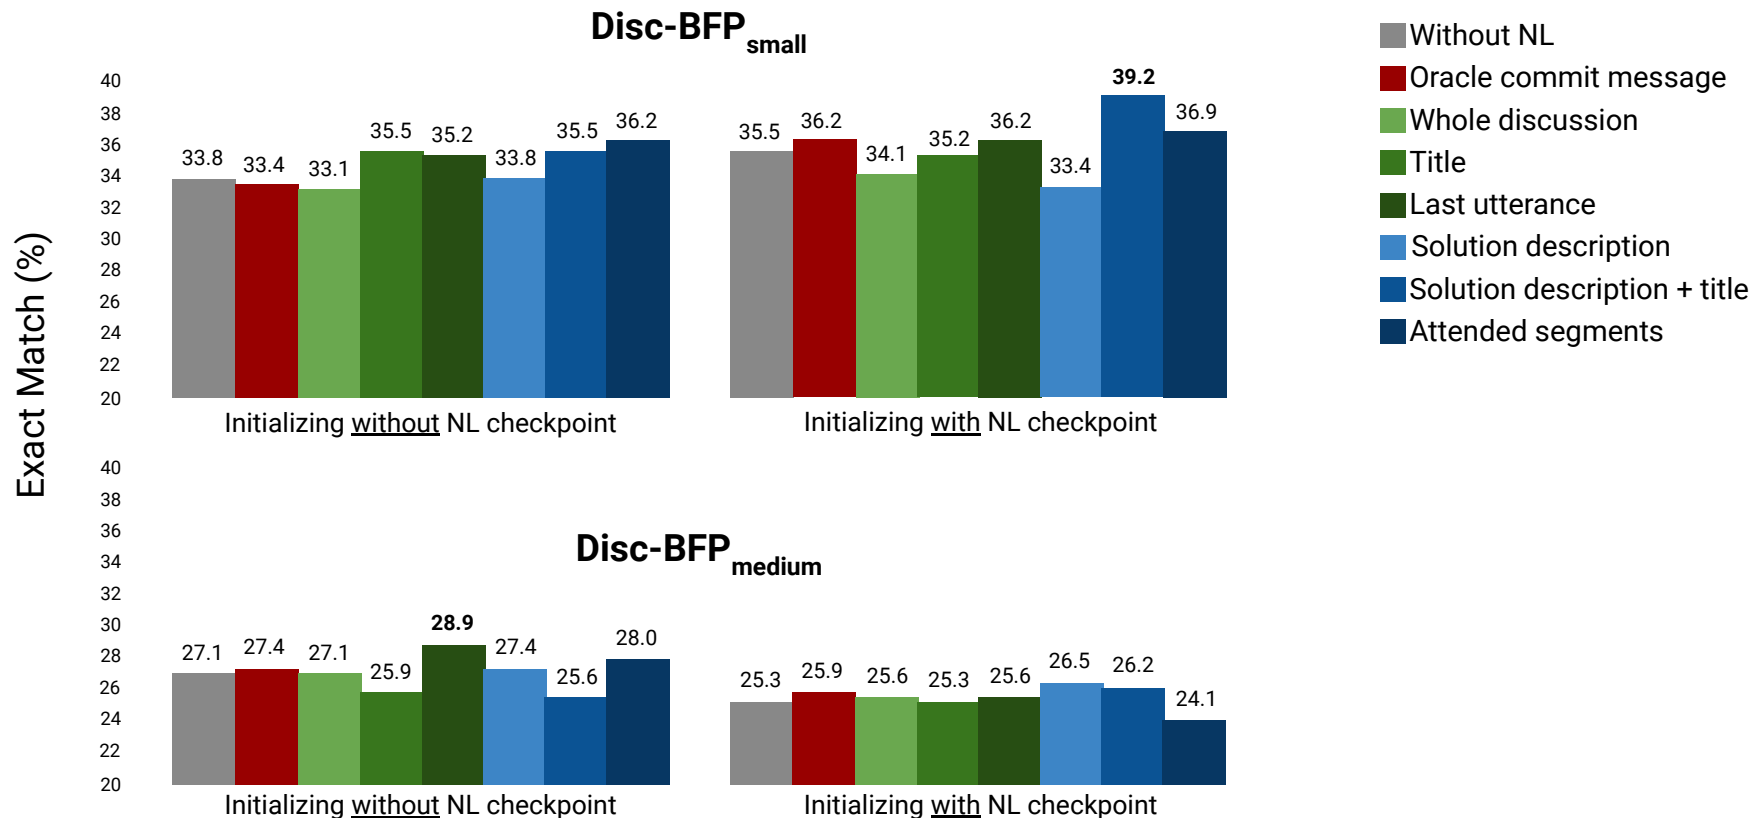 Disc-BFP small
Without NL
Oracle commit message
Whole discussion
Title
Last utterance
Solution description
Solution description + title
Attended segments
Exact Match (%)
40
38
36
34
32
30
28
26
24
22
20
33.8 33.4 33.1 35.5 35.2 33.8 35.5 36.2
Initializing without NL checkpoint
35.5 36.2 34.1 35.2 36.2 33.4 39.2 36.9
Initializing with NL checkpoint
Disc-BFP medium
40
38
36
34
32
30
28
26
24
22
20
27.1 27.4 27.1 25.9 28.9 27.4 25.6 28.0
Initializing without NL checkpoint
25.3 25.9 25.6 25.3 25.6 26.5 26.2 24.1
Initializing with NL checkpoint